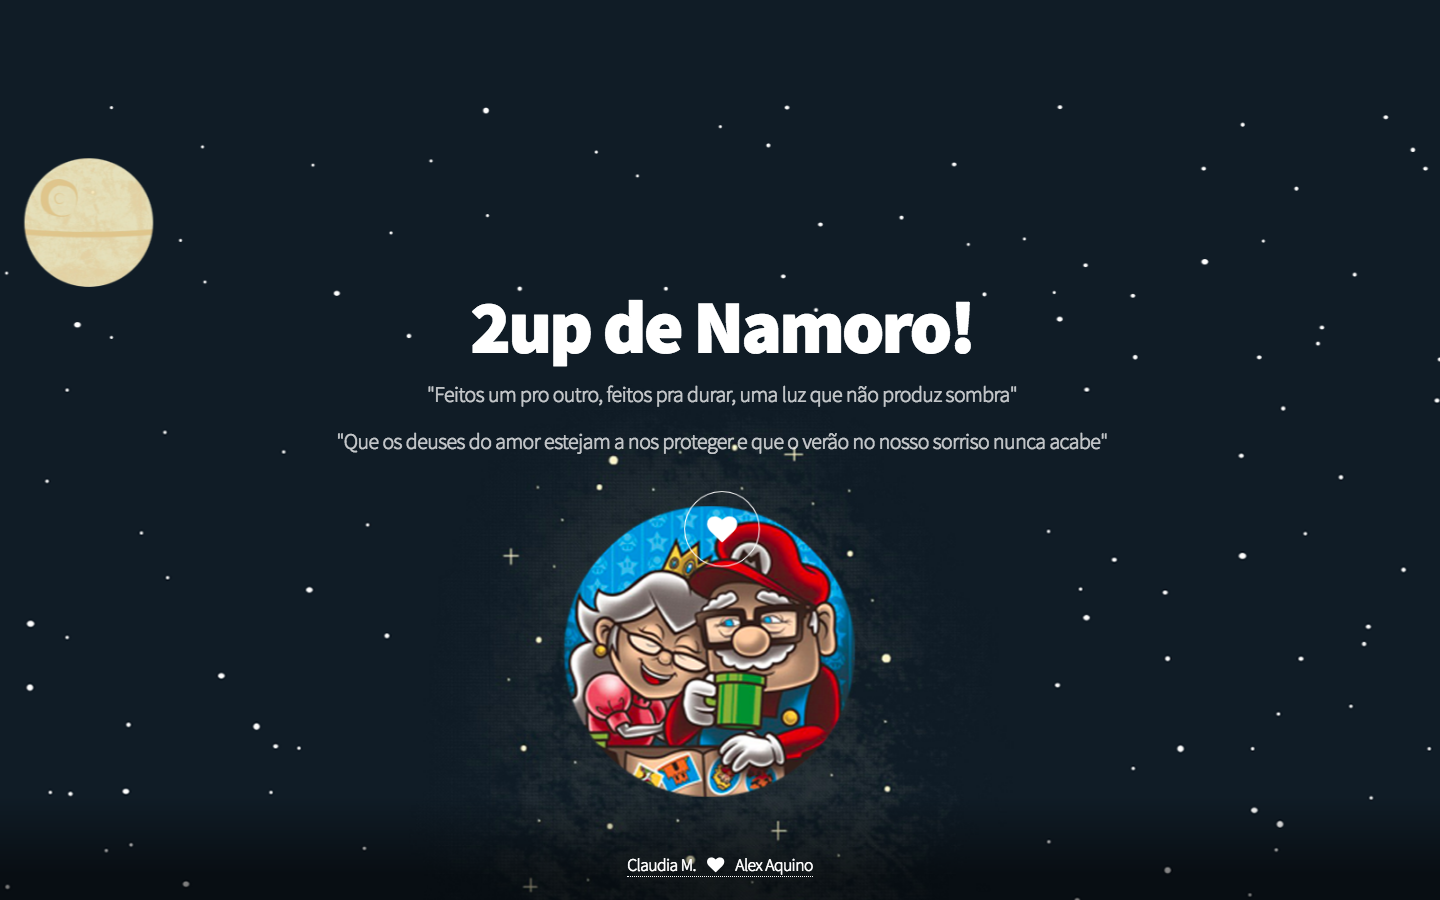 2up de Namoro!
"Feitos um pro outro, feitos pra durar, uma luz que não produz sombra"
"Que os deuses do amor estejam a nos proteger e que o verão no nosso sorriso nunca acabe"
M
Claudia M. ♥ Alex Aquino